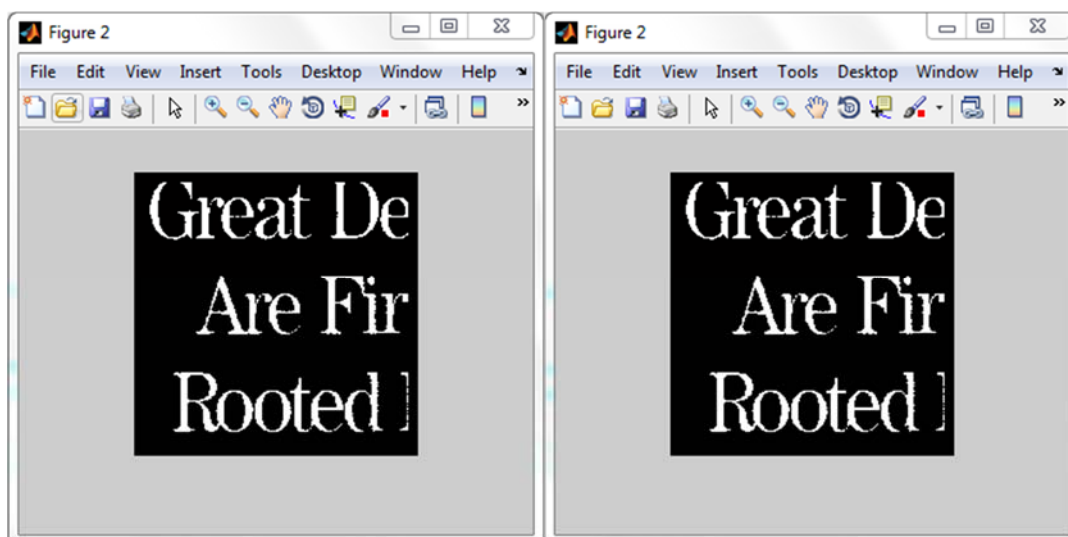 Figure 2
File Edit View Insert Tools Desktop Window Help
Great De
Are Fir
Rooted
Figure 2
File Edit View Insert Tools Desktop Window Help
Great De
Are Fir
Rooted